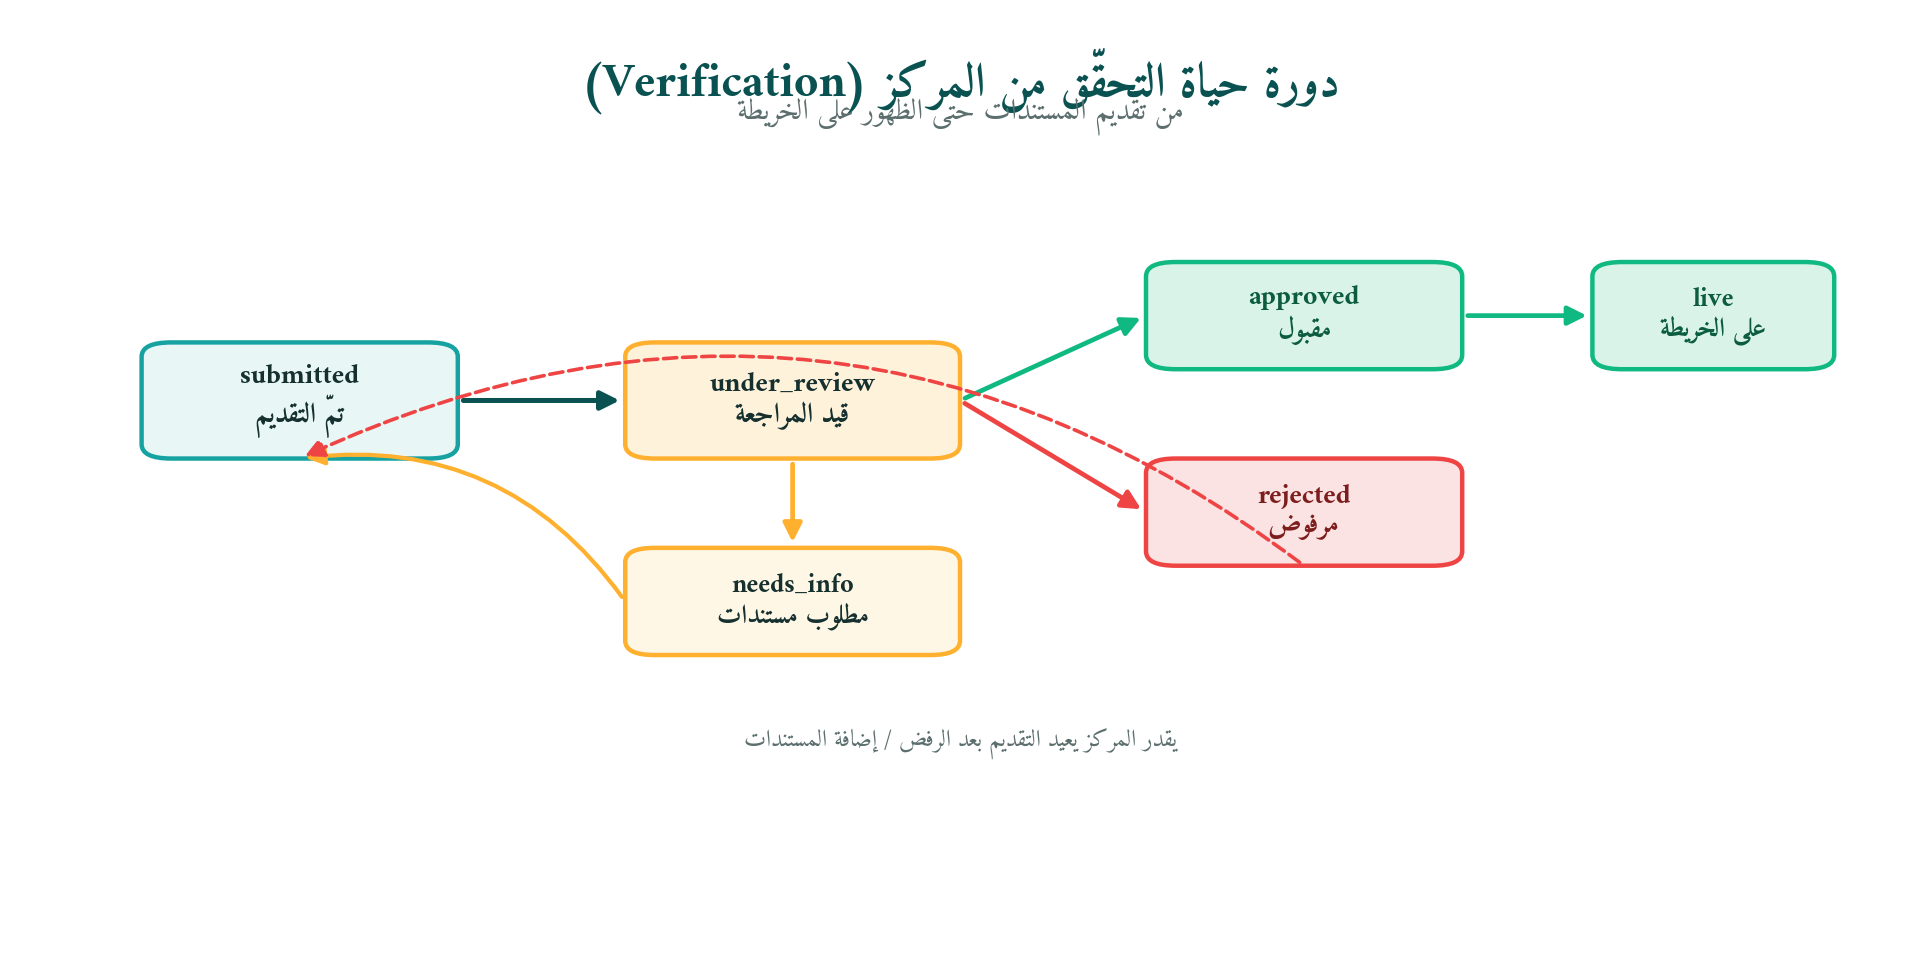 دورة حياة التحقّق من المركز (Verification)
من تقديم المستندات حتى الظهور على الخريطة
submitted
تمّ التقديم
under_review
قيد المراجعة
approved
مقبول
live
على الخريطة
rejected
مرفوض
needs_info
مطلوب مستندات
يقدر المركز يعيد التقديم بعد الرفض / إضافة المستندات